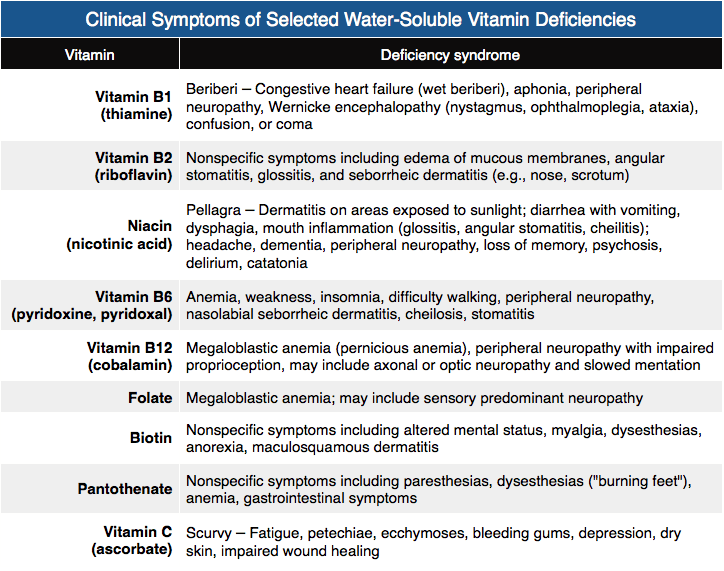 Clinical Symptoms of Selected Water-Soluble Vitamin Deficiencies
Vitamin
Deficiency syndrome
Vitamin B1
(thiamine)
Beriberi – Congestive heart failure (wet beriberi), aphonia, peripheral
neuropathy, Wernicke encephalopathy (nystagmus, ophthalmoplegia, ataxia),
confusion, or coma
Vitamin B2
(riboflavin)
Nonspecific symptoms including edema of mucous membranes, angular
stomatitis, glossitis, and seborrheic dermatitis (e.g., nose, scrotum)
Niacin
(nicotinic acid)
Pellagra – Dermatitis on areas exposed to sunlight; diarrhea with vomiting,
dysphagia, mouth inflammation (glossitis, angular stomatitis, cheilitis);
headache, dementia, peripheral neuropathy, loss of memory, psychosis,
delirium, catatonia
Vitamin B6
(pyridoxine, pyridoxal)
Anemia, weakness, insomnia, difficulty walking, peripheral neuropathy,
nasolabial seborrheic dermatitis, cheilosis, stomatitis
Vitamin B12
(cobalamin)
Megaloblastic anemia (pernicious anemia), peripheral neuropathy with impaired
proprioception, may include axonal or optic neuropathy and slowed mentation
Folate
Megaloblastic anemia; may include sensory predominant neuropathy
Biotin
Nonspecific symptoms including altered mental status, myalgia, dysesthesias,
anorexia, maculosquamous dermatitis
Pantothenate
Nonspecific symptoms including paresthesias, dysesthesias ("burning feet"),
anemia, gastrointestinal symptoms
Vitamin C
(ascorbate)
Scurvy – Fatigue, petechiae, ecchymoses, bleeding gums, depression, dry
skin, impaired wound healing